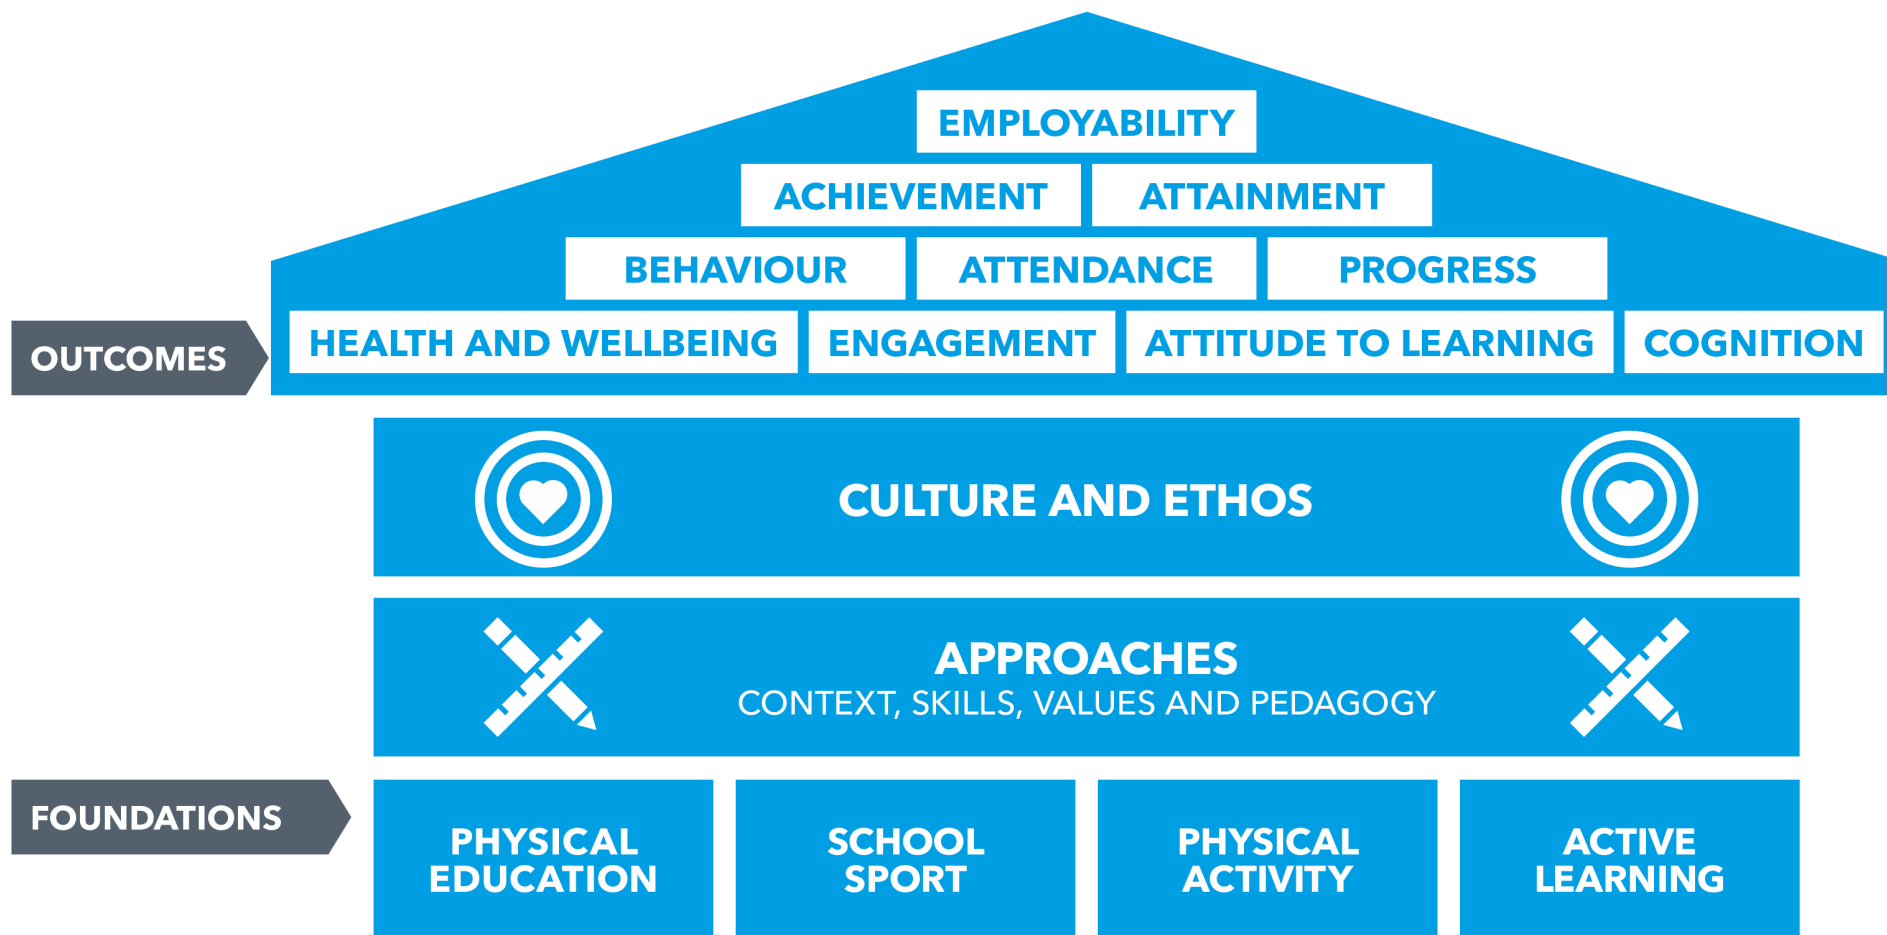 EMPLOYABILITY
ACHIEVEMENT
ATTAINMENT
BEHAVIOUR
ATTENDANCE
PROGRESS
OUTCOMES
HEALTH AND WELLBEING
ENGAGEMENT
ATTITUDE TO LEARNING
COGNITION
CULTURE AND ETHOS
APPROACHES
CONTEXT, SKILLS, VALUES AND PEDAGOGY
FOUNDATIONS
PHYSICAL
EDUCATION
SCHOOL
SPORT
PHYSICAL
ACTIVITY
ACTIVE
LEARNING